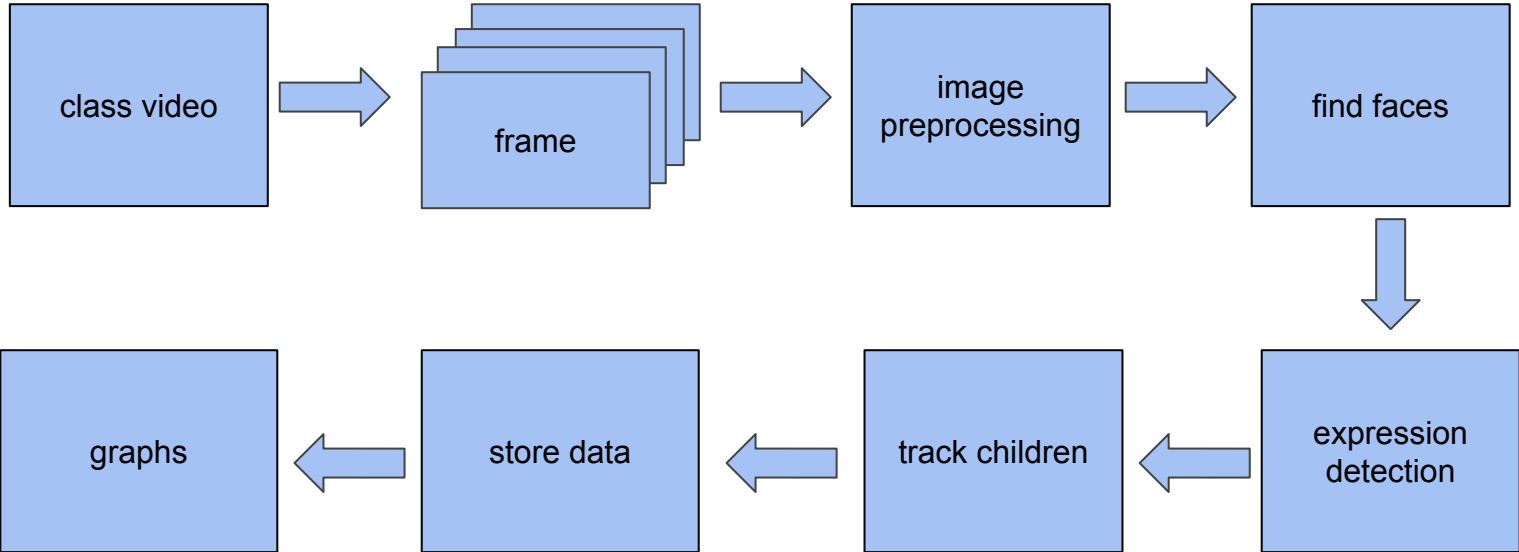 class video
frame
image
preprocessing
find faces
expression
detection
track children
store data
graphs